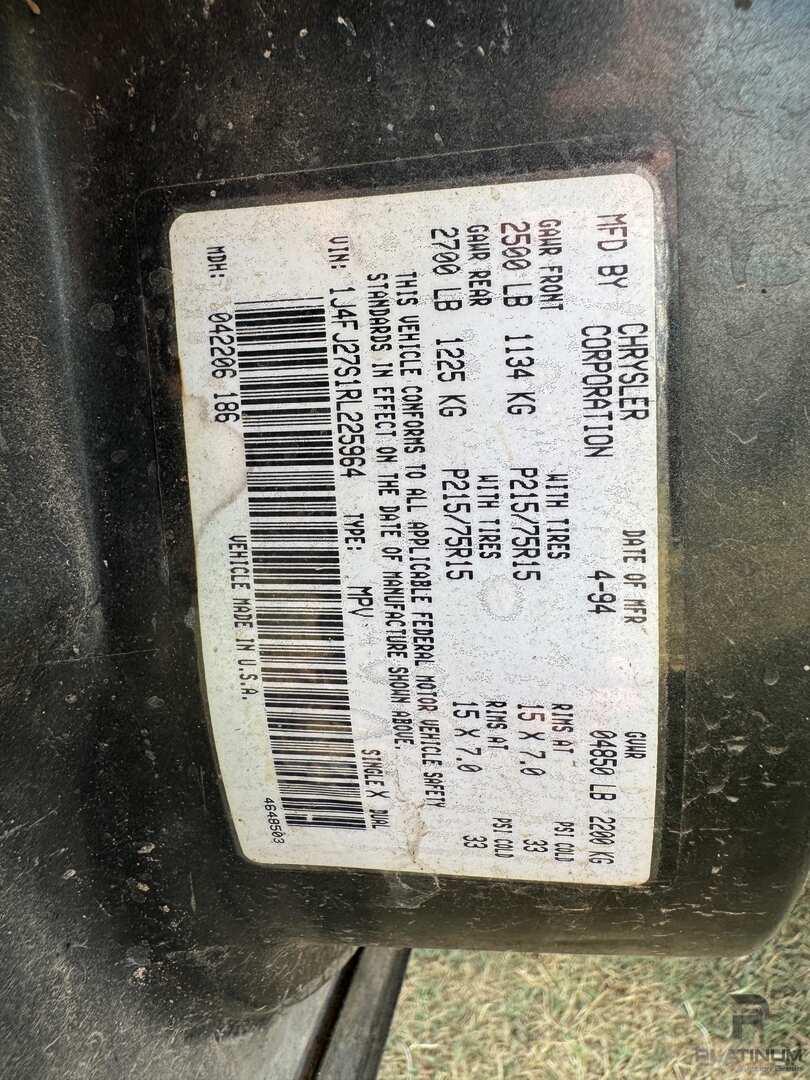 MFD BY CHRYSLER CORPORATION DATE OF MFR 4-94 GVWR 04850 LB 2200 KG
GAWR FRONT WITH TIRES RIMS AT PSI COLD
2500 LB 1134 KG P215/75R15 15 X 7.0 33
GAWR REAR WITH TIRES RIMS AT PSI COLD
2700 LB 1225 KG P215/75R15 15 X 7.0 33
THIS VEHICLE CONFORMS TO ALL APPLICABLE FEDERAL MOTOR VEHICLE SAFETY
STANDARDS IN EFFECT ON THE DATE OF MANUFACTURE SHOWN ABOVE.
VIN: 1J4FJ27S1RL225964 TYPE: MPV SINGLE X DUAL
MDH: 042206 186 VEHICLE MADE IN U.S.A. 4648503
PLATINUM